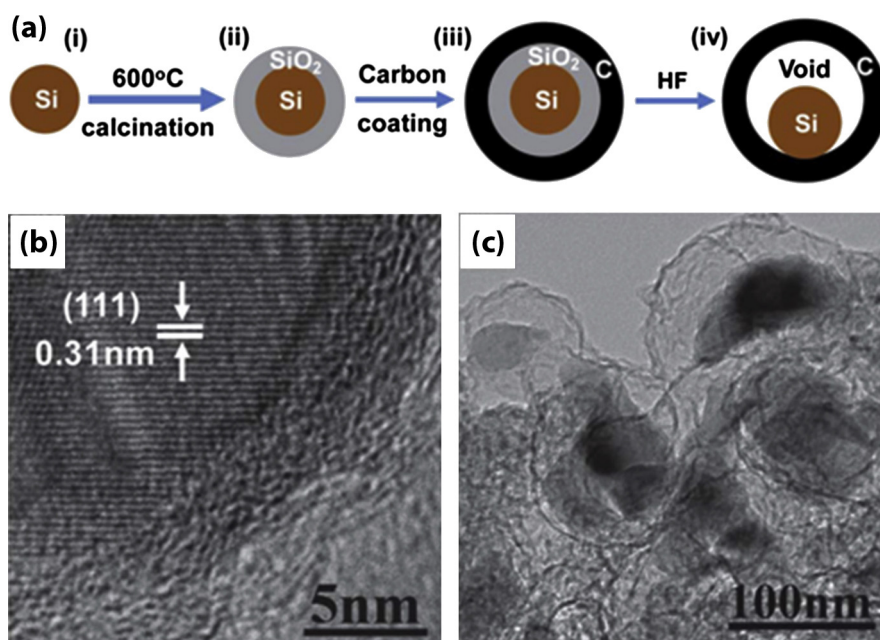 (a)
(i)
(ii)
(iii)
(iv)
Si
600°C
calcination
SiO₂
Si
Carbon
coating
SiO₂
C
Si
HF
Void
C
Si
(b)
(111)
0.31nm
5nm
(c)
100nm